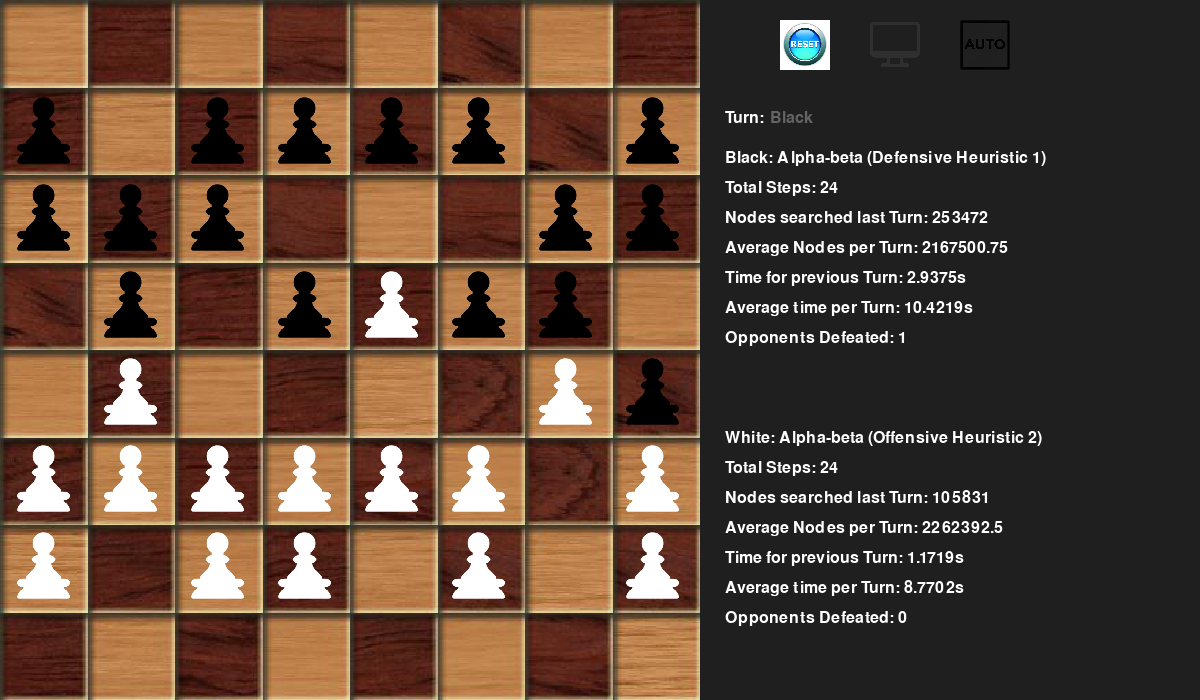 RESET
AUTO
Turn: Black
Black: Alpha-beta (Defensive Heuristic 1)
Total Steps: 24
Nodes searched last Turn: 253472
Average Nodes per Turn: 2167500.75
Time for previous Turn: 2.9375s
Average time per Turn: 10.4219s
Opponents Defeated: 1
White: Alpha-beta (Offensive Heuristic 2)
Total Steps: 24
Nodes searched last Turn: 105831
Average Nodes per Turn: 2262392.5
Time for previous Turn: 1.1719s
Average time per Turn: 8.7702s
Opponents Defeated: 0